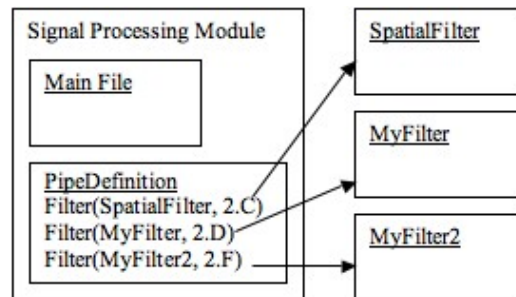 Signal Processing Module
Main File
PipeDefinition
Filter(SpatialFilter, 2.C)
Filter(MyFilter, 2.D)
Filter(MyFilter2, 2.F)
SpatialFilter
MyFilter
MyFilter2